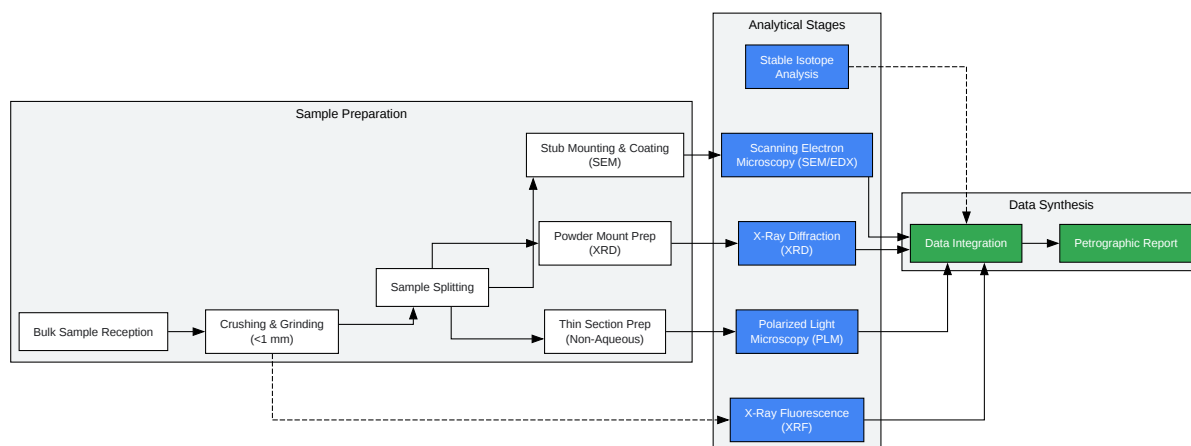 Analytical Stages
Stable Isotope
Analysis
Sample Preparation
Stub Mounting & Coating
(SEM)
Scanning Electron
Microscopy (SEM/EDX)
Data Synthesis
Powder Mount Prep
(XRD)
X-Ray Diffraction
(XRD)
Data Integration
Petrographic Report
Sample Splitting
Bulk Sample Reception
Crushing & Grinding
(<1 mm)
Thin Section Prep
(Non-Aqueous)
Polarized Light
Microscopy (PLM)
X-Ray Fluorescence
(XRF)